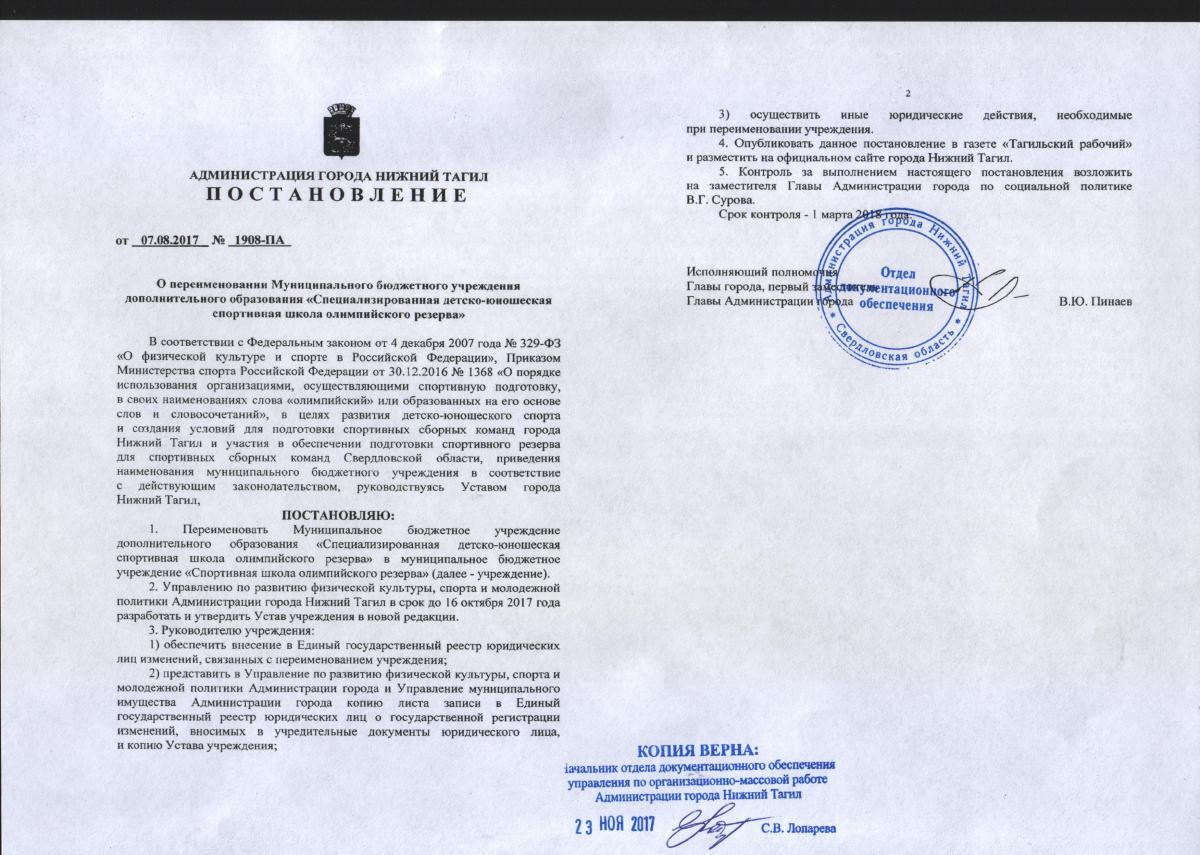 АДМИНИСТРАЦИЯ ГОРОДА НИЖНИЙ ТАГИЛ
ПОСТАНОВЛЕНИЕ
от 07.08.2017 № 1908-ПА
О переименовании Муниципального бюджетного учреждения
дополнительного образования «Специализированная детско-юношеская
спортивная школа олимпийского резерва»
В соответствии с Федеральным законом от 4 декабря 2007 года № 329-ФЗ
«О физической культуре и спорте в Российской Федерации», Приказом
Министерства спорта Российской Федерации от 30.12.2016 № 1368 «О порядке
использования организациями, осуществляющими спортивную подготовку,
в своих наименованиях слова «олимпийский» или образованных на его основе
слов и словосочетаний», в целях развития детско-юношеского спорта
и создания условий для подготовки спортивных сборных команд города
Нижний Тагил и участия в обеспечении подготовки спортивного резерва
для спортивных сборных команд Свердловской области, приведения
наименования муниципального бюджетного учреждения в соответствие
с действующим законодательством, руководствуясь Уставом города
Нижний Тагил,
ПОСТАНОВЛЯЮ:
1. Переименовать Муниципальное бюджетное учреждение
дополнительного образования «Специализированная детско-юношеская
спортивная школа олимпийского резерва» в муниципальное бюджетное
учреждение «Спортивная школа олимпийского резерва» (далее - учреждение).
2. Управлению по развитию физической культуры, спорта и молодежной
политики Администрации города Нижний Тагил в срок до 16 октября 2017 года
разработать и утвердить Устав учреждения в новой редакции.
3. Руководителю учреждения:
1) обеспечить внесение в Единый государственный реестр юридических
лиц изменений, связанных с переименованием учреждения;
2) представить в Управление по развитию физической культуры, спорта и
молодежной политики Администрации города и Управление муниципального
имущества Администрации города копию листа записи в Единый
государственный реестр юридических лиц о государственной регистрации
изменений, вносимых в учредительные документы юридического лица,
и копию Устава учреждения;
2
3) осуществить иные юридические действия, необходимые
при переименовании учреждения.
4. Опубликовать данное постановление в газете «Тагильский рабочий»
и разместить на официальном сайте города Нижний Тагил.
5. Контроль за выполнением настоящего постановления возложить
на заместителя Главы Администрации города по социальной политике
В.Г. Сурова.
Срок контроля - 1 марта 2018 года.
Исполняющий полномочия
Главы города, первый заместитель
Главы Администрации города В.Ю. Пинаев
Администрация города Нижний Тагил
* Свердловская область *
Отдел
документационного
обеспечения
КОПИЯ ВЕРНА:
начальник отдела документационного обеспечения
управления по организационно-массовой работе
Администрации города Нижний Тагил
23 НОЯ 2017 С.В. Лопарева